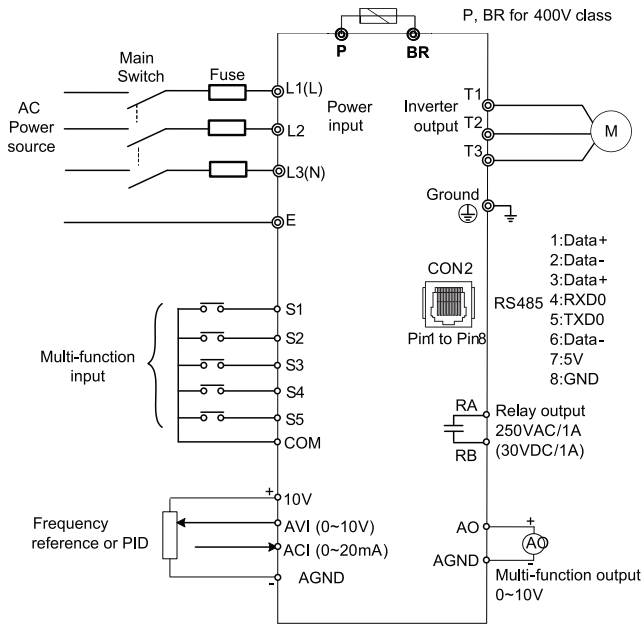 P, BR for 400V class
P
BR
Main
Switch
Fuse
AC
Power
source
L1(L)
L2
L3(N)
E
Power
input
Inverter
output
T1
T2
T3
M
Ground
CON2
Pin1 to Pin8
RS485
1:Data+
2:Data-
3:Data+
4:RXD0
5:TXD0
6:Data-
7:5V
8:GND
Multi-function
input
S1
S2
S3
S4
S5
COM
RA
RB
Relay output
250VAC/1A
(30VDC/1A)
Frequency
reference or PID
+
10V
AVI (0~10V)
ACI (0~20mA)
-
AGND
AO
AGND
+
AO
-
Multi-function output
0~10V